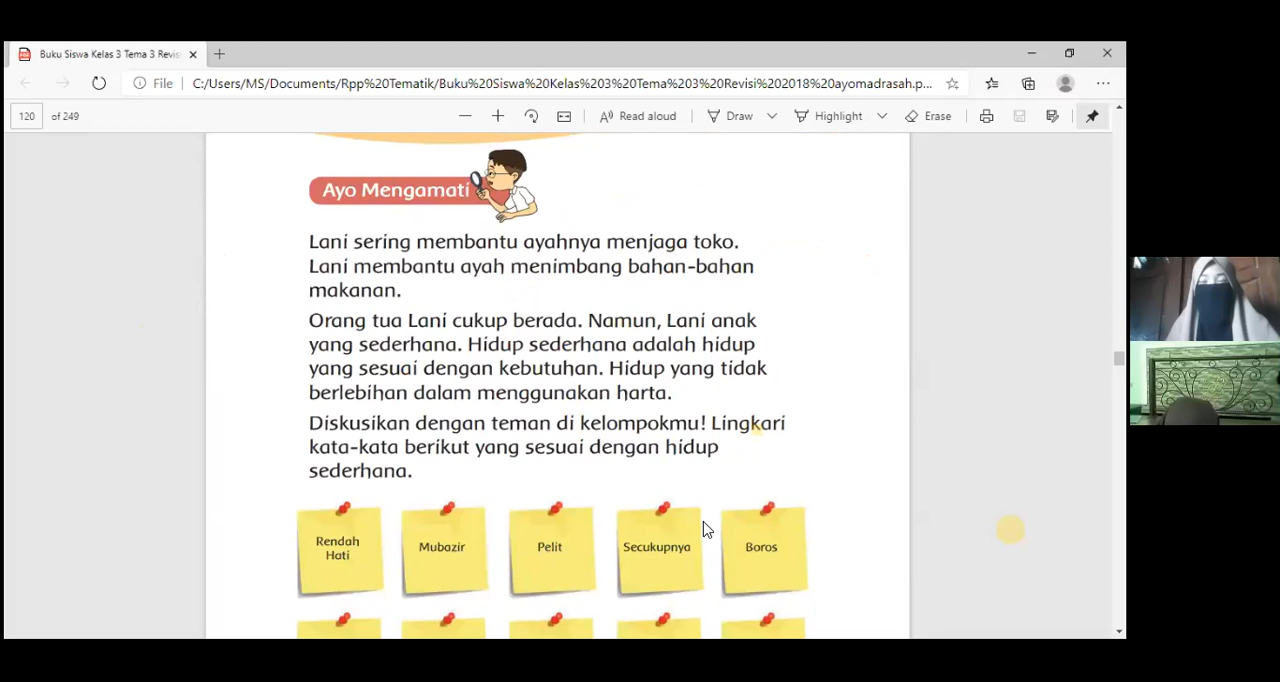 Buku Siswa Kelas 3 Tema 3 Revis
File
C:/Users/MS/Documents/Rpp%20Tematik/Buku%20Siswa%20Kelas%203%20Tema%203%20Revisi%202018%20ayomadrasah.p...
120 of 249
Read aloud
Draw
Highlight
Erase
Ayo Mengamati
Lani sering membantu ayahnya menjaga toko.
Lani membantu ayah menimbang bahan-bahan
makanan.
Orang tua Lani cukup berada. Namun, Lani anak
yang sederhana. Hidup sederhana adalah hidup
yang sesuai dengan kebutuhan. Hidup yang tidak
berlebihan dalam menggunakan harta.
Diskusikan dengan teman di kelompokmu! Lingkari
kata-kata berikut yang sesuai dengan hidup
sederhana.
Rendah
Hati
Mubazir
Pelit
Secukupnya
Boros